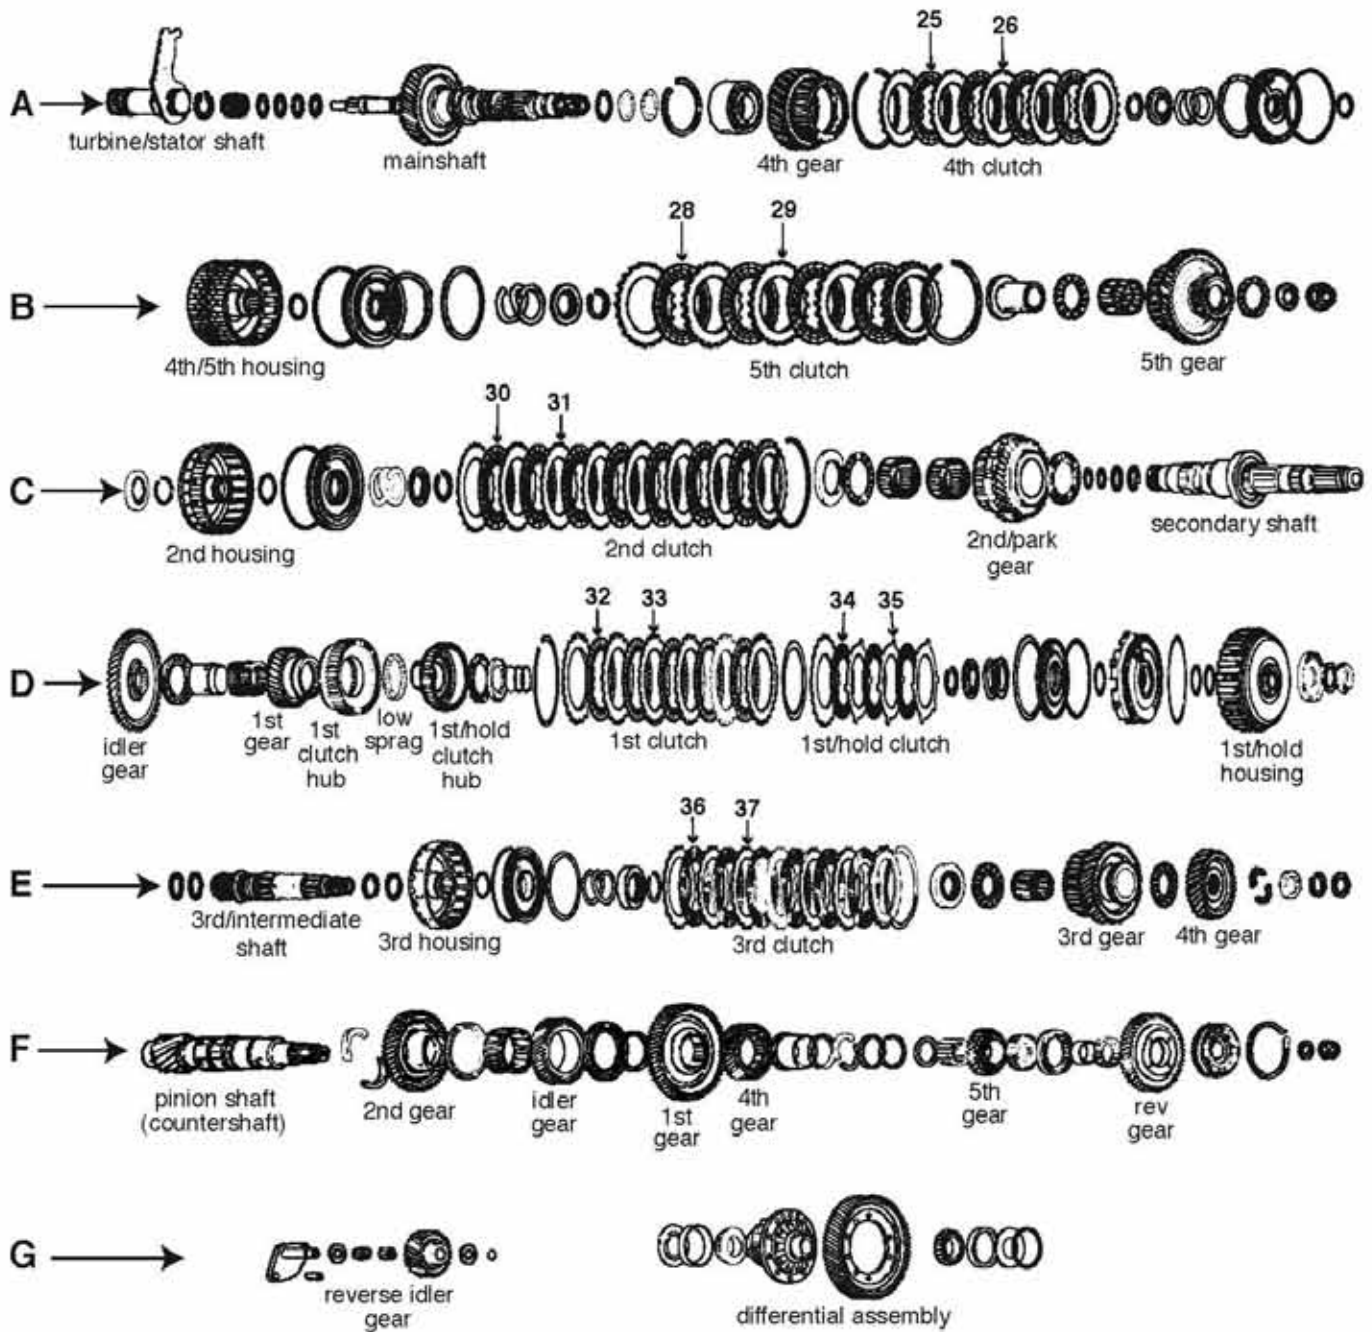 25 26
A
turbine/stator shaft
mainshaft
4th gear
4th clutch
28 29
B
4th/5th housing
5th clutch
5th gear
30 31
C
2nd housing
2nd clutch
2nd/park
gear
secondary shaft
32 33 34 35
D
idler
gear
1st
gear
1st
clutch
hub
low
sprag
1st/hold
clutch
hub
1st clutch
1st/hold clutch
1st/hold
housing
36 37
E
3rd/intermediate
shaft
3rd housing
3rd clutch
3rd gear
4th gear
F
pinion shaft
(countershaft)
2nd gear
idler
gear
1st
gear
4th
gear
5th
gear
rev
gear
G
reverse idler
gear
differential assembly